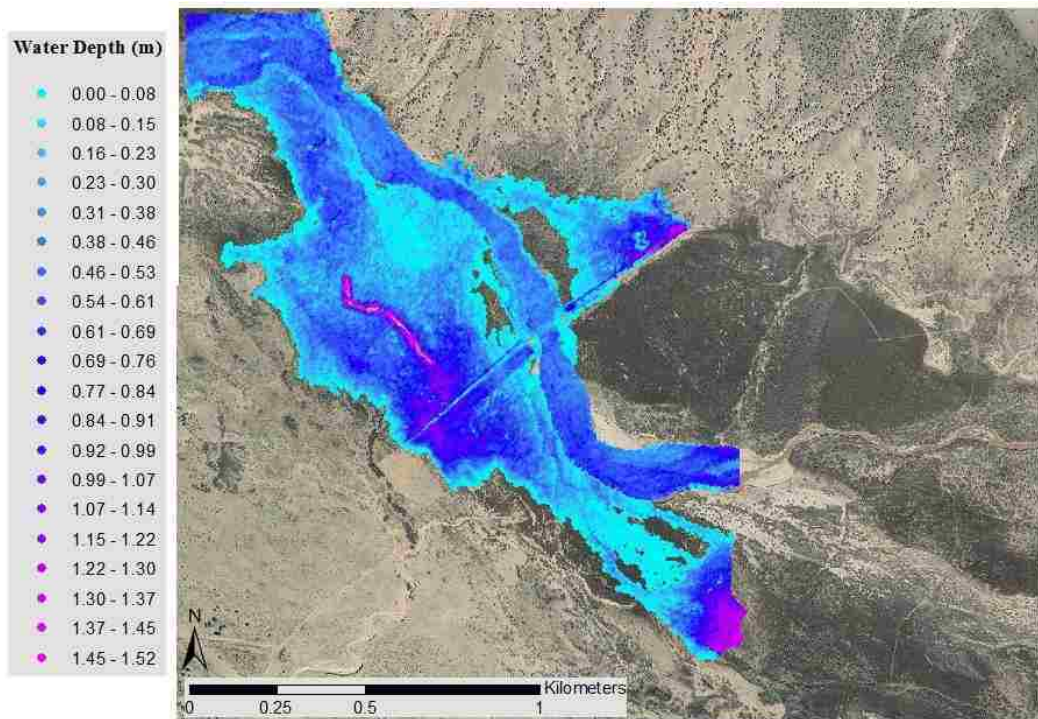 Water Depth (m)
0.00 - 0.08
0.08 - 0.15
0.16 - 0.23
0.23 - 0.30
0.31 - 0.38
0.38 - 0.46
0.46 - 0.53
0.54 - 0.61
0.61 - 0.69
0.69 - 0.76
0.77 - 0.84
0.84 - 0.91
0.92 - 0.99
0.99 - 1.07
1.07 - 1.14
1.15 - 1.22
1.22 - 1.30
1.30 - 1.37
1.37 - 1.45
1.45 - 1.52
N
Kilometers
0 0.25 0.5 1